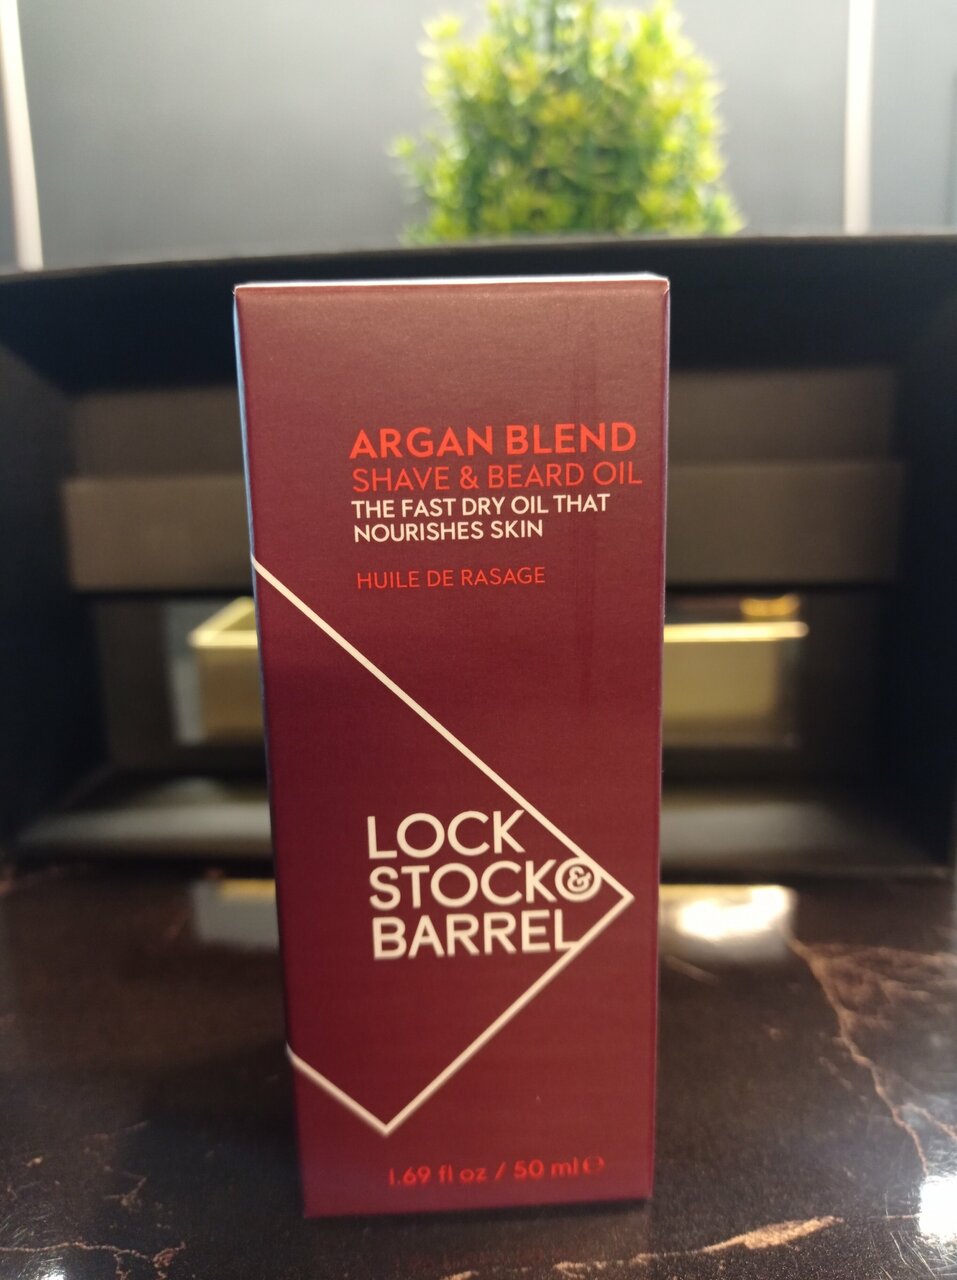 ARGAN BLEND
SHAVE & BEARD OIL
THE FAST DRY OIL THAT
NOURISHES SKIN
HUILE DE RASAGE
LOCK
STOCK &
BARREL
1.69 fl oz / 50 ml ℮